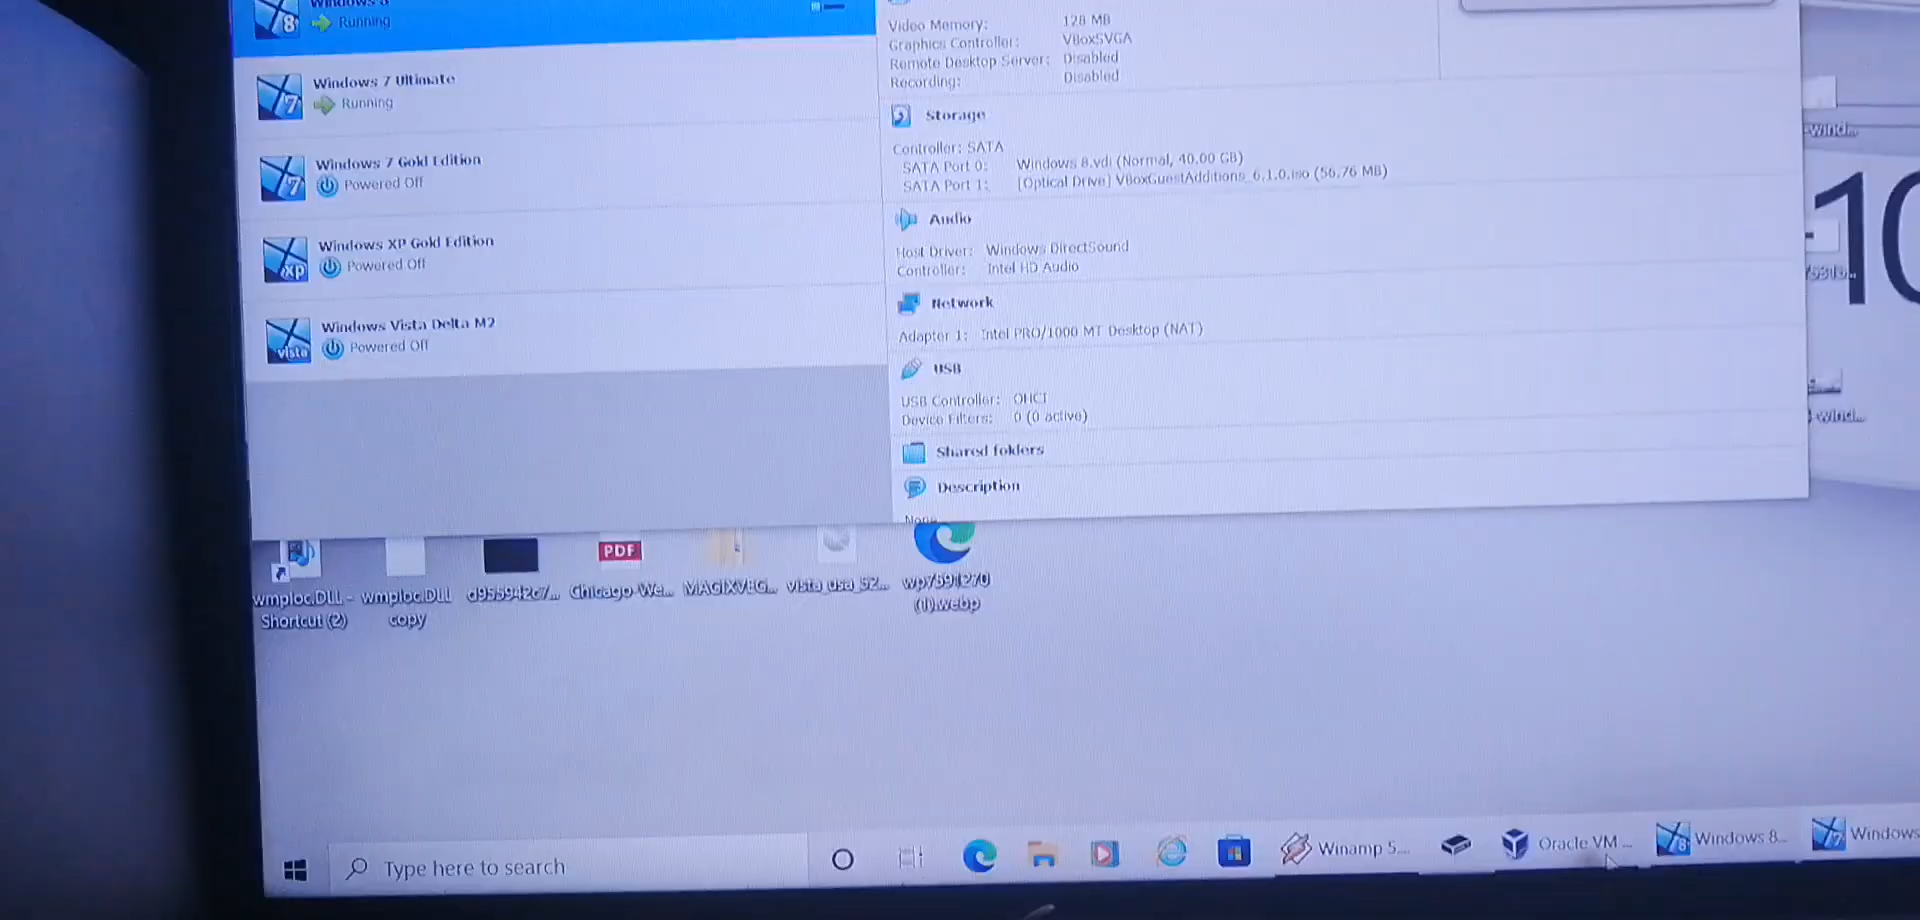 Windows 8
Running
Windows 7 Ultimate
Running
Windows 7 Gold Edition
Powered Off
Windows XP Gold Edition
Powered Off
Windows Vista Delta M2
Powered Off
Video Memory: 128 MB
Graphics Controller: VBoxSVGA
Remote Desktop Server: Disabled
Recording: Disabled
Storage
Controller: SATA
SATA Port 0: Windows 8.vdi (Normal, 40.00 GB)
SATA Port 1: [Optical Drive] VBoxGuestAdditions_6.1.0.iso (56.76 MB)
Audio
Host Driver: Windows DirectSound
Controller: Intel HD Audio
Network
Adapter 1: Intel PRO/1000 MT Desktop (NAT)
USB
USB Controller: OHCI
Device Filters: 0 (0 active)
Shared folders
Description
None
-wind...
10
-wind...
wmploc.DLL - Shortcut (2)
wmploc.DLL copy
d955942c7...
PDF
Chicago-We...
MAGIXVEG...
vista_usa_52...
wp7591270 (1).webp
Type here to search
Winamp 5....
Oracle VM ...
Windows 8...
Windows